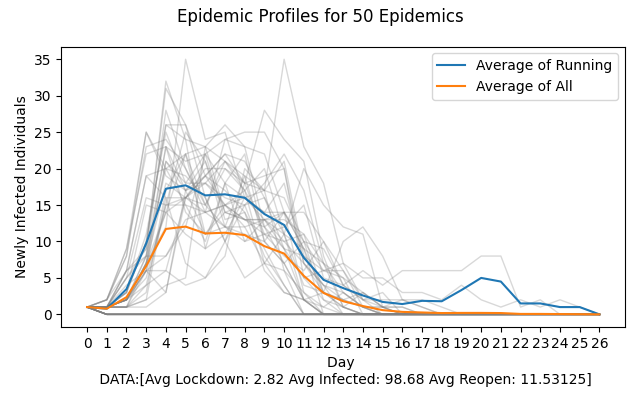 Epidemic Profiles for 50 Epidemics
Average of Running
Average of All
Newly Infected Individuals
35
30
25
20
15
10
5
0
0 1 2 3 4 5 6 7 8 9 10 11 12 13 14 15 16 17 18 19 20 21 22 23 24 25 26
Day
DATA:[Avg Lockdown: 2.82 Avg Infected: 98.68 Avg Reopen: 11.53125]